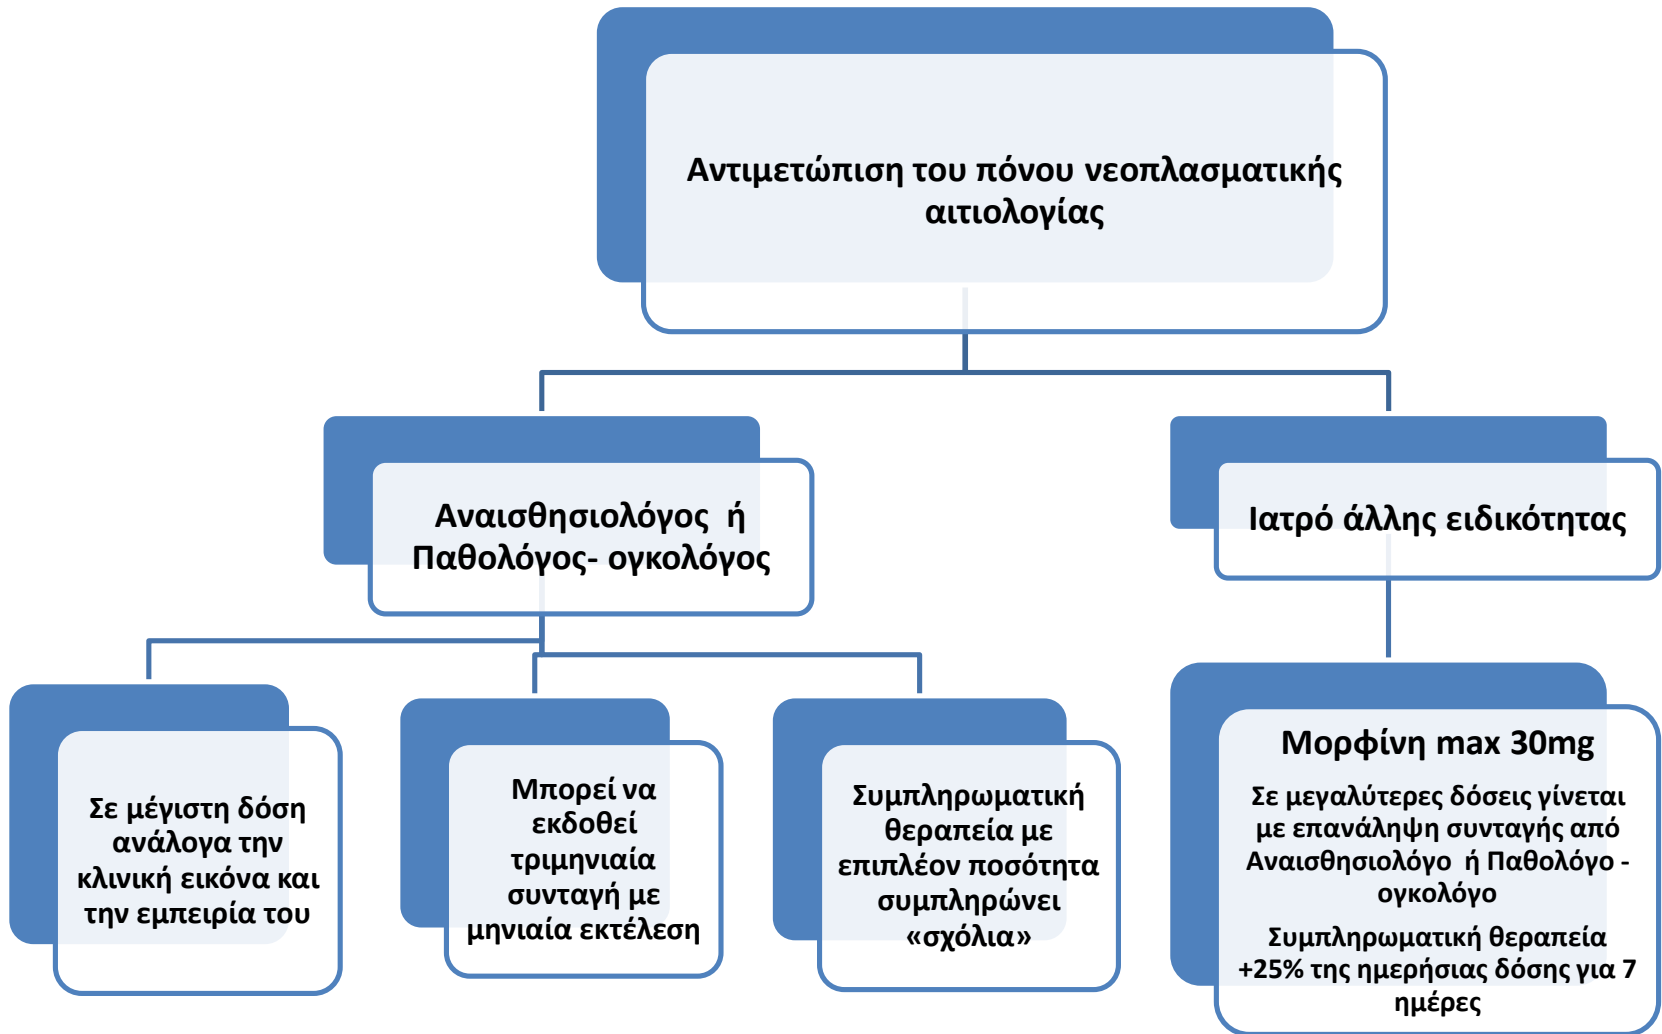 Αντιμετώπιση του πόνου νεοπλασματικής
αιτιολογίας
Αναισθησιολόγος ή
Παθολόγος- ογκολόγος
Ιατρό άλλης ειδικότητας
Σε μέγιστη δόση
ανάλογα την
κλινική εικόνα και
την εμπειρία του
Μπορεί να
εκδοθεί
τριμηνιαία
συνταγή με
μηνιαία εκτέλεση
Συμπληρωματική
θεραπεία με
επιπλέον ποσότητα
συμπληρώνει
«σχόλια»
Μορφίνη max 30mg
Σε μεγαλύτερες δόσεις γίνεται
με επανάληψη συνταγής από
Αναισθησιολόγο ή Παθολόγο -
ογκολόγο
Συμπληρωματική θεραπεία
+25% της ημερήσιας δόσης για 7
ημέρες